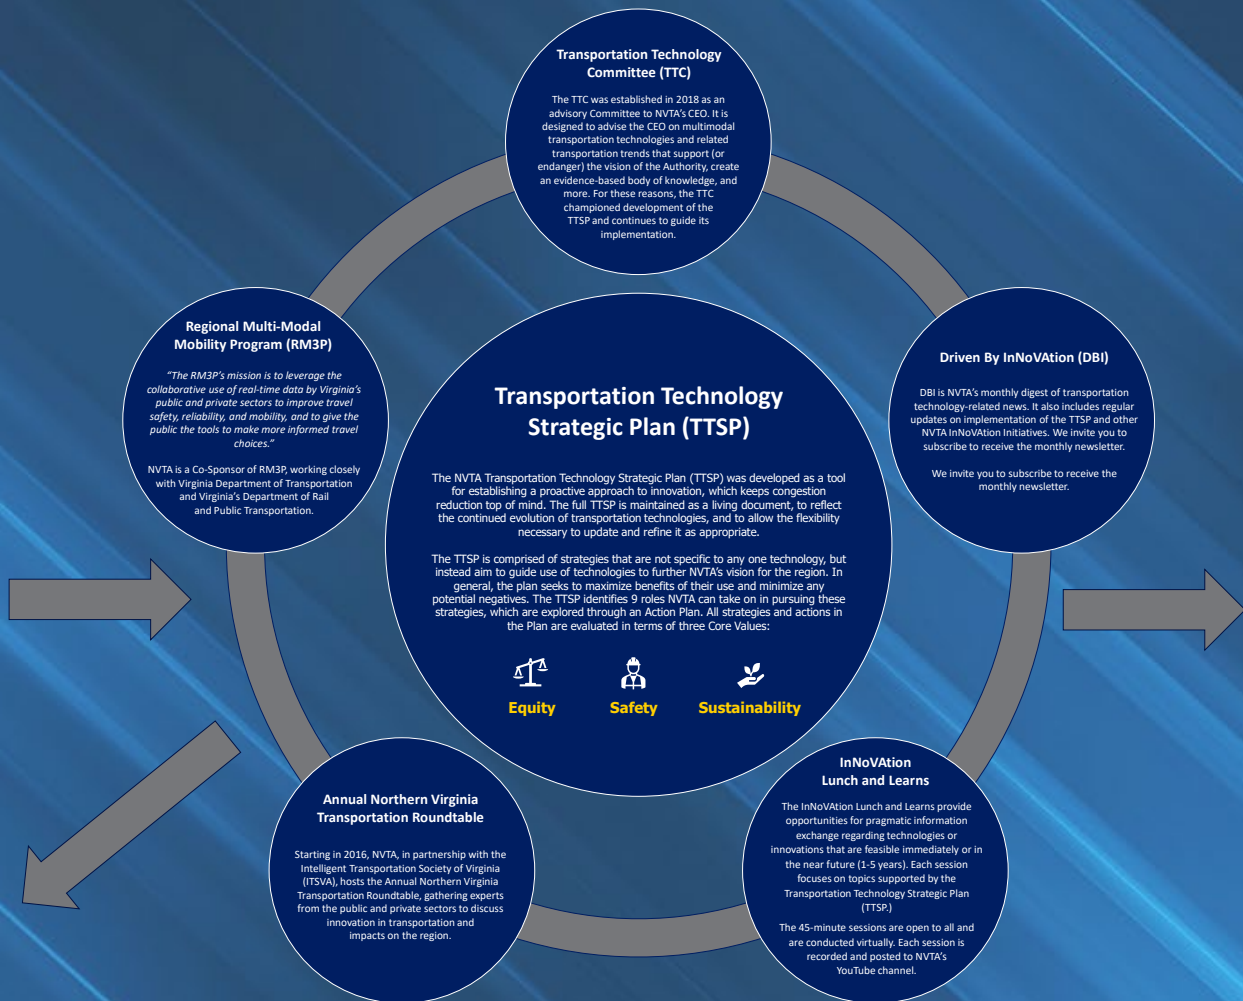 Transportation Technology
Committee (TTC)
The TTC was established in 2018 as an
advisory Committee to NVTA's CEO. It is
designed to advise the CEO on multimodal
transportation technologies and related
transportation trends that support (or
endanger) the vision of the Authority, create
an evidence-based body of knowledge, and
more. For these reasons, the TTC
championed development of the
TTSP and continues to guide its
implementation.
Regional Multi-Modal
Mobility Program (RM3P)
"The RM3P's mission is to leverage the
collaborative use of real-time data by Virginia's
public and private sectors to improve travel
safety, reliability, and mobility, and to give the
public the tools to make more informed travel
choices."
NVTA is a Co-Sponsor of RM3P, working closely
with Virginia Department of Transportation
and Virginia's Department of Rail
and Public Transportation.
Transportation Technology
Strategic Plan (TTSP)
The NVTA Transportation Technology Strategic Plan (TTSP) was developed as a tool
for establishing a proactive approach to innovation, which keeps congestion
reduction top of mind. The full TTSP is maintained as a living document, to reflect
the continued evolution of transportation technologies, and to allow the flexibility
necessary to update and refine it as appropriate.
The TTSP is comprised of strategies that are not specific to any one technology, but
instead aim to guide use of technologies to further NVTA's vision for the region. In
general, the plan seeks to maximize benefits of their use and minimize any
potential negatives. The TTSP identifies 9 roles NVTA can take on in pursuing these
strategies, which are explored through an Action Plan. All strategies and actions in
the Plan are evaluated in terms of three Core Values:
Equity
Safety
Sustainability
Driven By InNoVAtion (DBI)
DBI is NVTA's monthly digest of transportation
technology-related news. It also includes regular
updates on implementation of the TTSP and other
NVTA InNoVAtion Initiatives. We invite you to
subscribe to receive the monthly newsletter.
We invite you to subscribe to receive the
monthly newsletter.
Annual Northern Virginia
Transportation Roundtable
Starting in 2016, NVTA, in partnership with the
Intelligent Transportation Society of Virginia
(ITSVA), hosts the Annual Northern Virginia
Transportation Roundtable, gathering experts
from the public and private sectors to discuss
innovation in transportation and
impacts on the region.
InNoVAtion
Lunch and Learns
The InNoVAtion Lunch and Learns provide
opportunities for pragmatic information
exchange regarding technologies or
innovations that are feasible immediately or in
the near future (1-5 years). Each session
focuses on topics supported by the
Transportation Technology Strategic Plan
(TTSP.)
The 45-minute sessions are open to all and
are conducted virtually. Each session is
recorded and posted to NVTA's
YouTube channel.